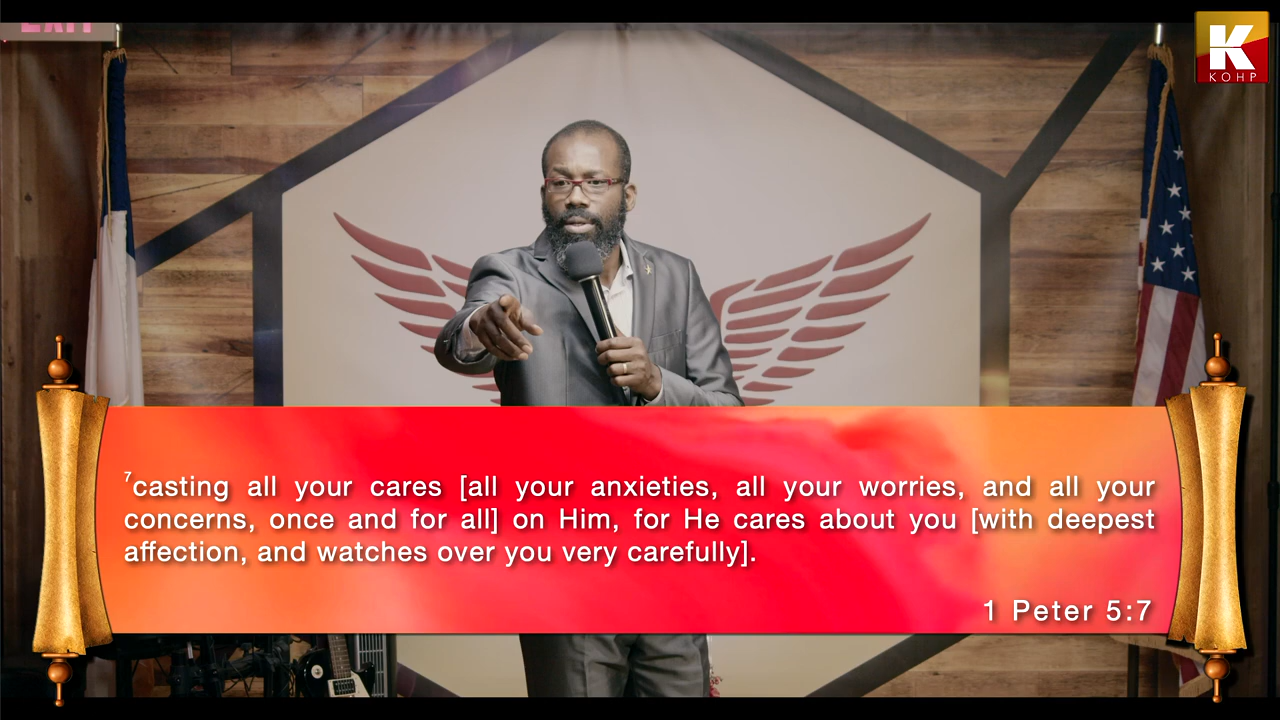 EXIT
K
KOHP
⁷casting all your cares [all your anxieties, all your worries, and all your
concerns, once and for all] on Him, for He cares about you [with deepest
affection, and watches over you very carefully].
1 Peter 5:7